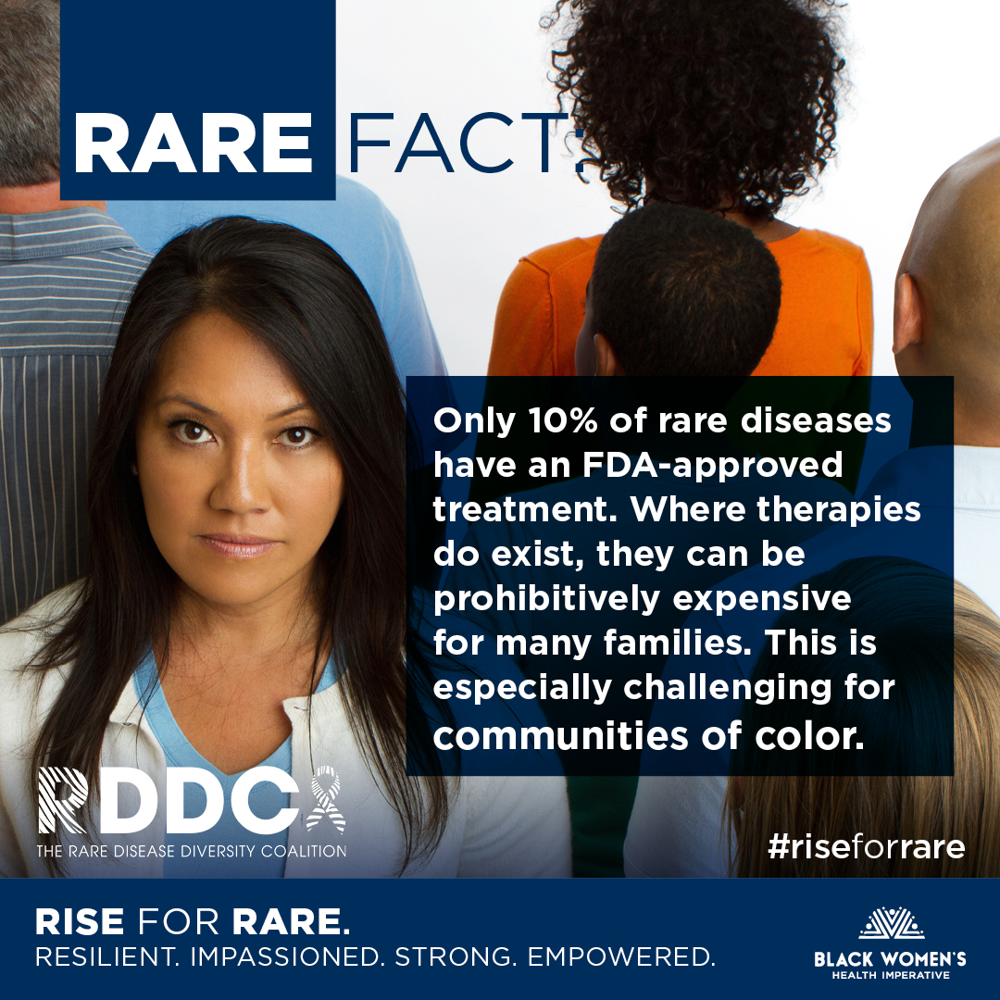 RARE FACT:
Only 10% of rare diseases
have an FDA-approved
treatment. Where therapies
do exist, they can be
prohibitively expensive
for many families. This is
especially challenging for
communities of color.
RDDC
THE RARE DISEASE DIVERSITY COALITION
#riseforrare
RISE FOR RARE.
RESILIENT. IMPASSIONED. STRONG. EMPOWERED.
BLACK WOMEN'S
HEALTH IMPERATIVE